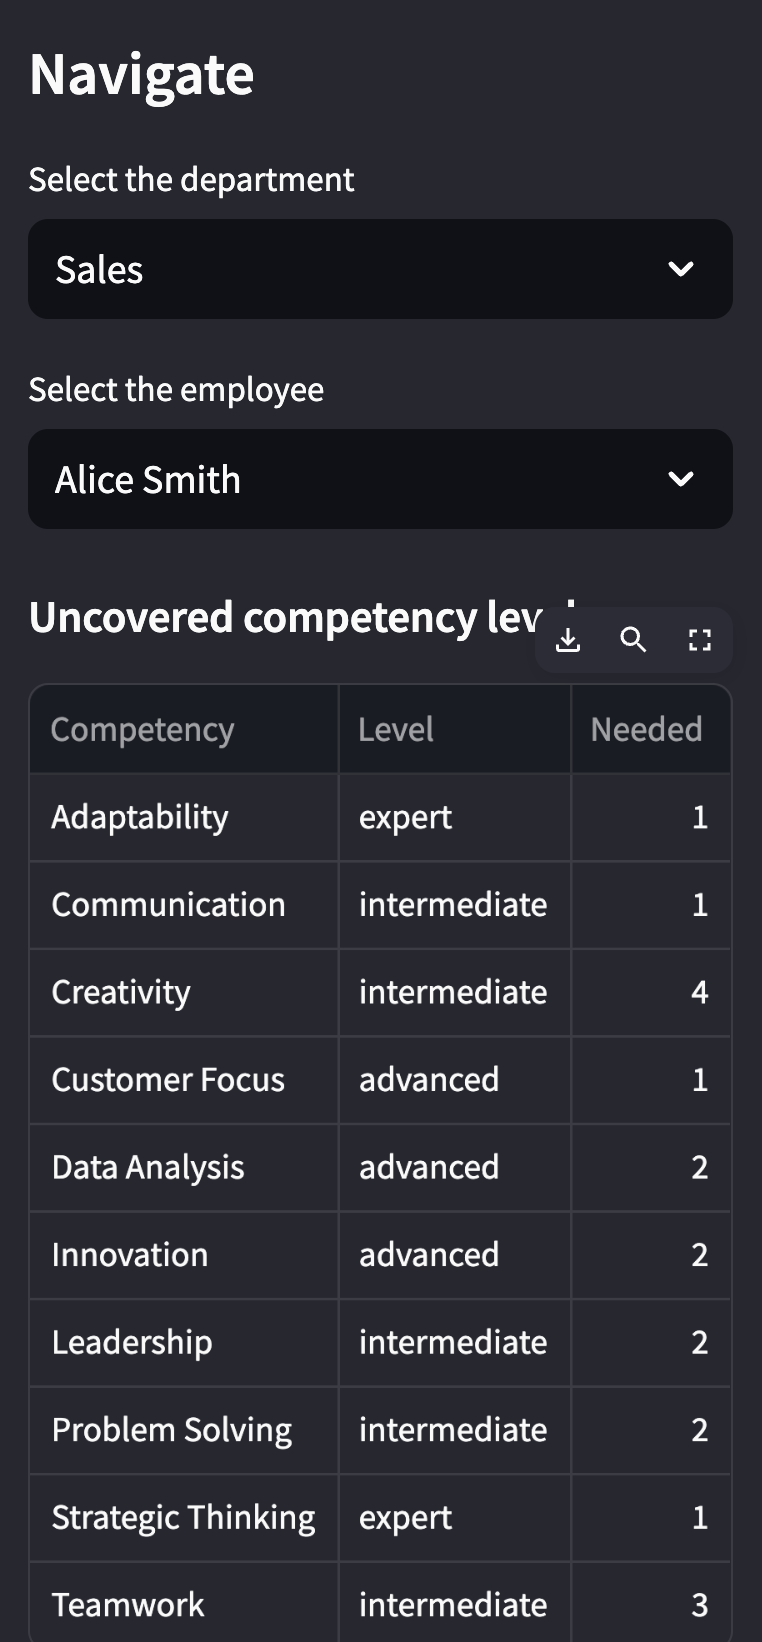 Navigate
Select the department
Sales
Select the employee
Alice Smith
Uncovered competency
Competency Level Needed
Adaptability expert 1
Communication intermediate 1
Creativity intermediate 4
Customer Focus advanced 1
Data Analysis advanced 2
Innovation advanced 2
Leadership intermediate 2
Problem Solving intermediate 2
Strategic Thinking expert 1
Teamwork intermediate 3